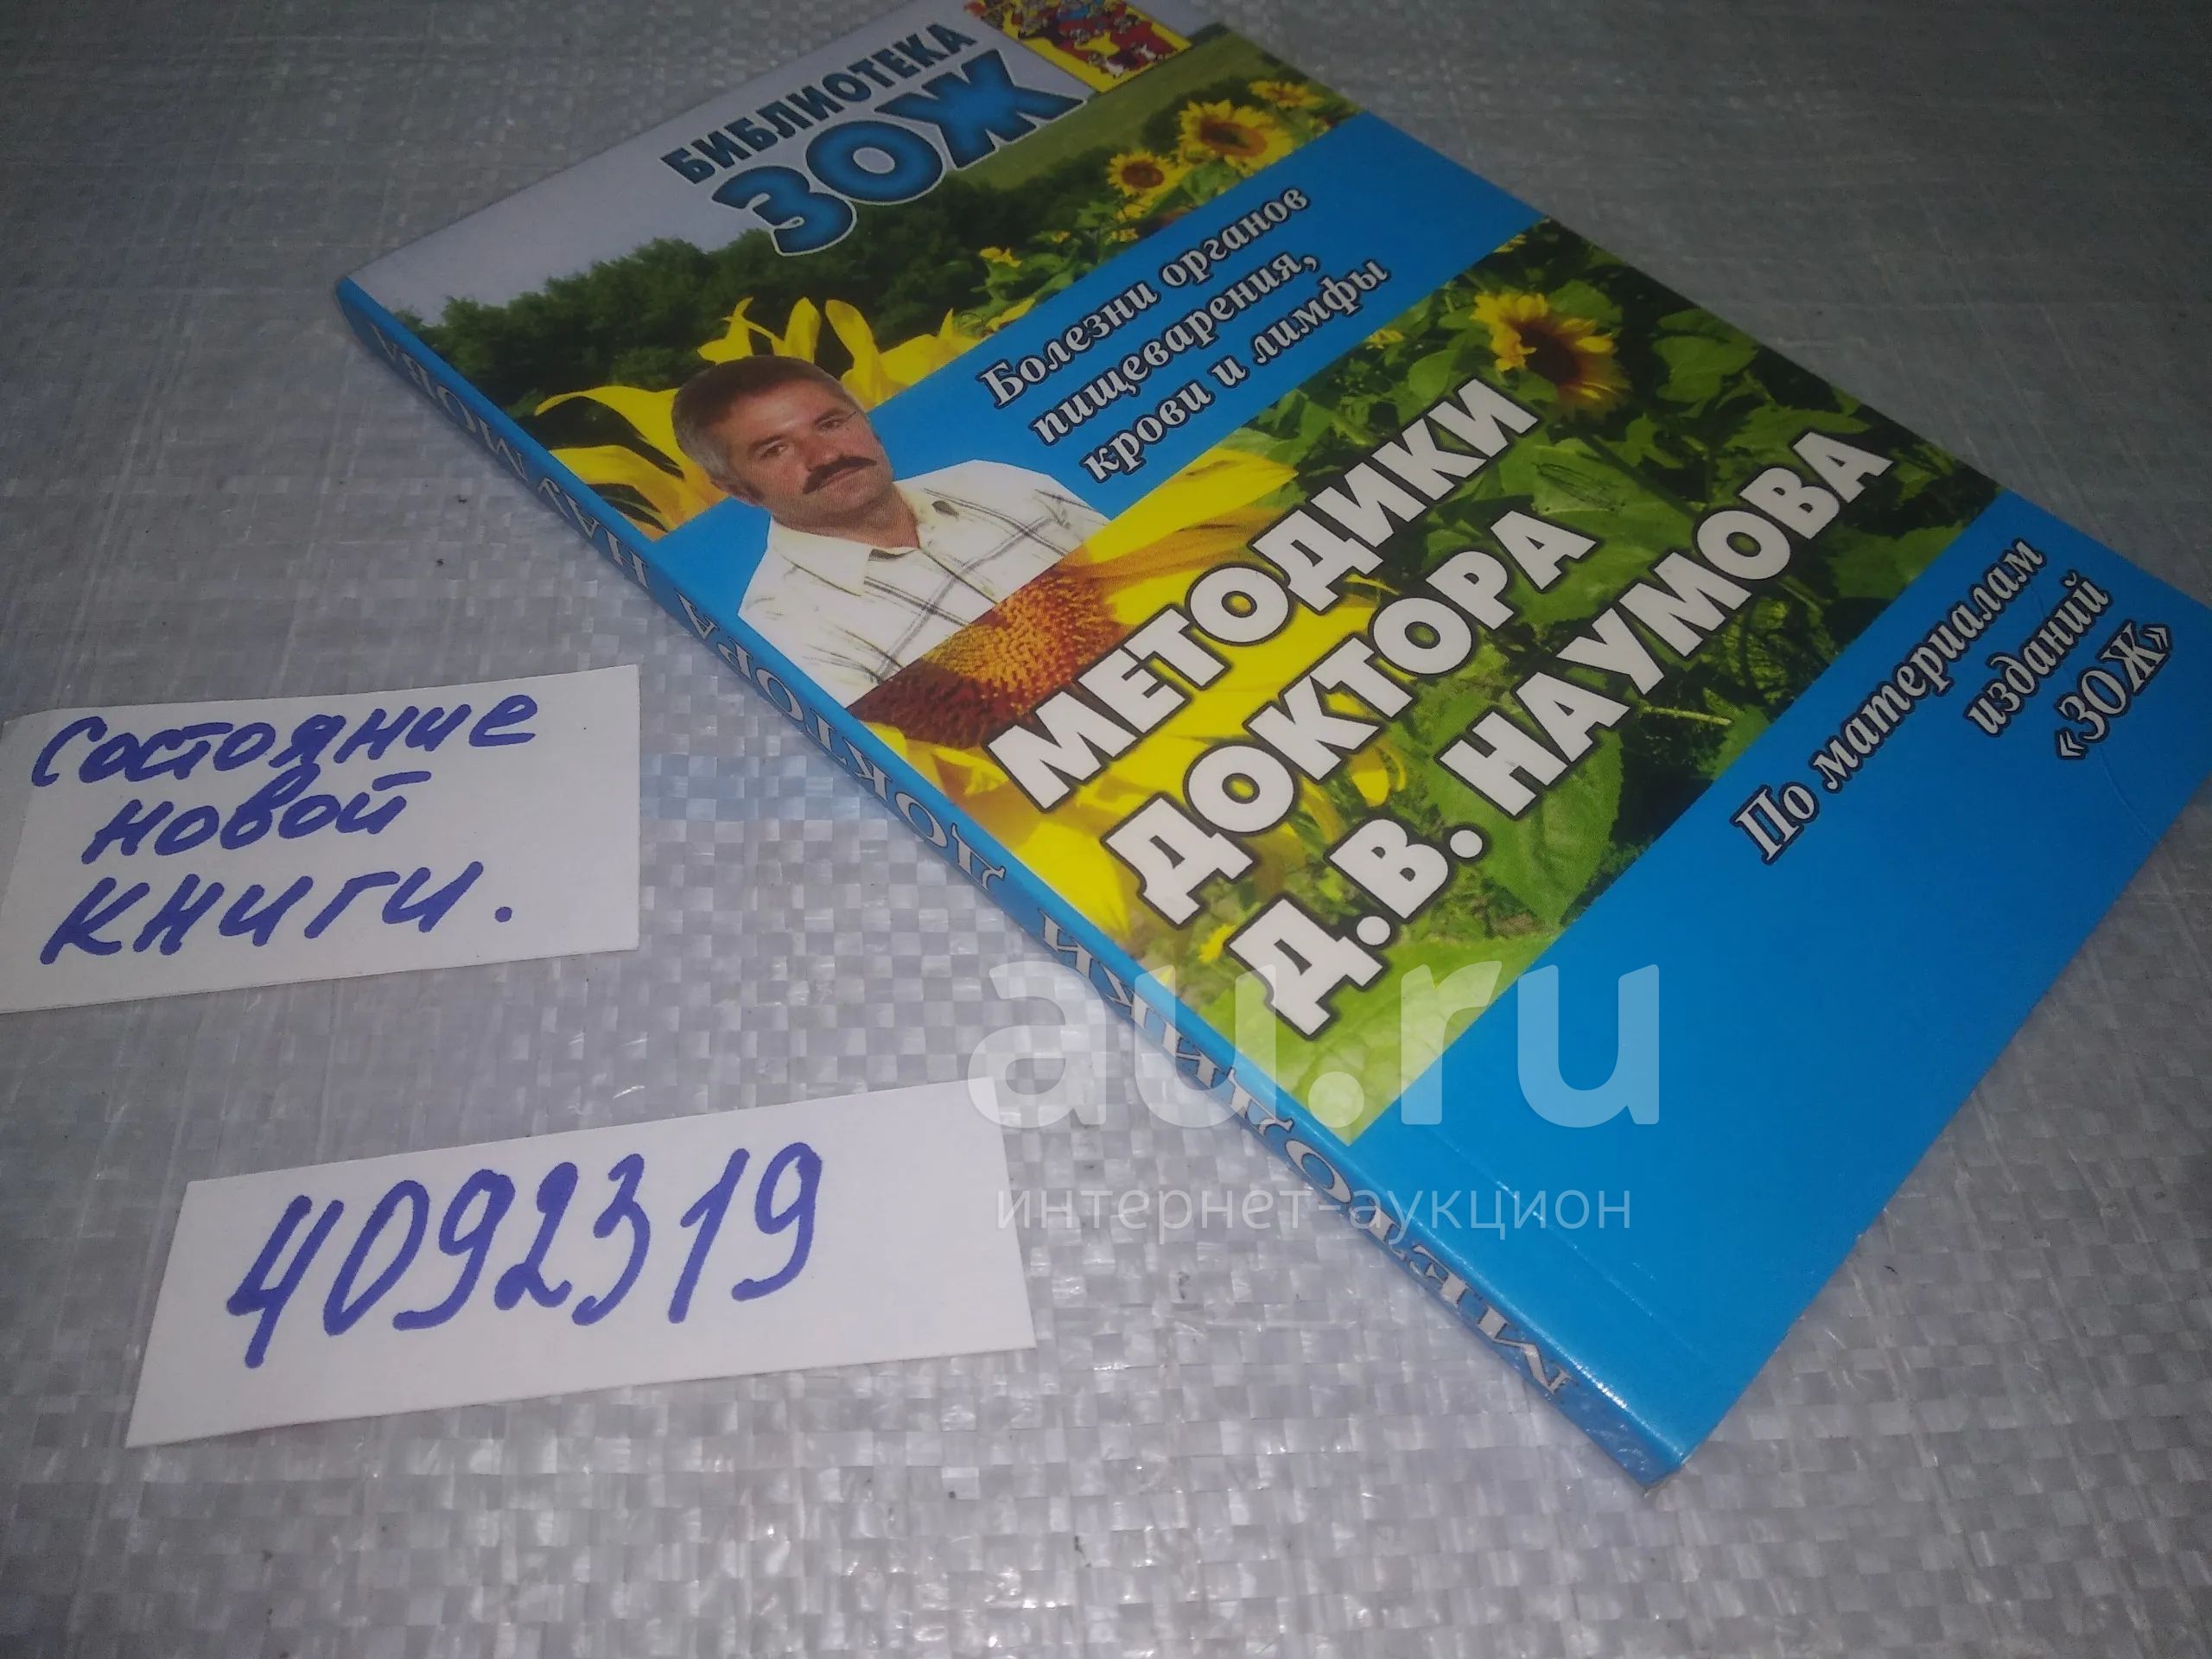 БИБЛИОТЕКА
ЗОЖ
Болезни органов
пищеварения,
крови и лимфы
МЕТОДИКИ
ДОКТОРА
Д.В. НАУМОВА
По материалам
изданий
«ЗОЖ»
МЕТОДИКИ ДОКТОРА НАУМОВА
Состояние
новой
книги.
4092319
au.ru
интернет-аукцион